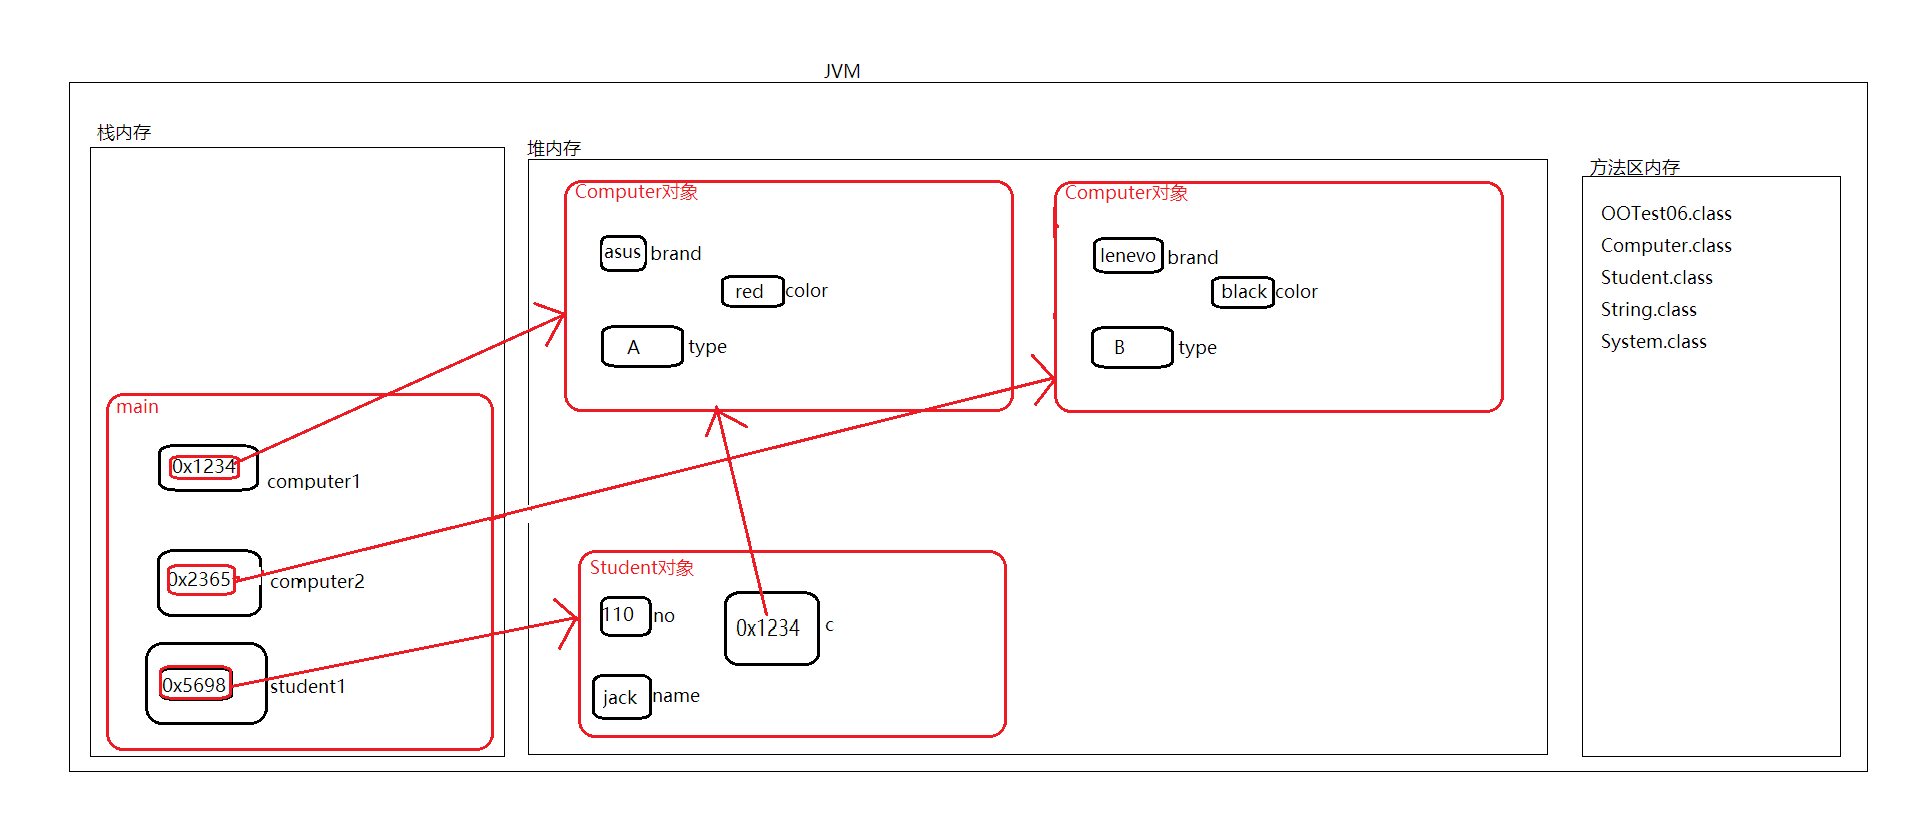 JVM
栈内存
main
0x1234
computer1
0x2365
computer2
0x5698
student1
堆内存
Computer对象
asus brand
red color
A type
Computer对象
lenevo brand
black color
B type
Student对象
110 no
0x1234 c
jack name
方法区内存
OOTest06.class
Computer.class
Student.class
String.class
System.class